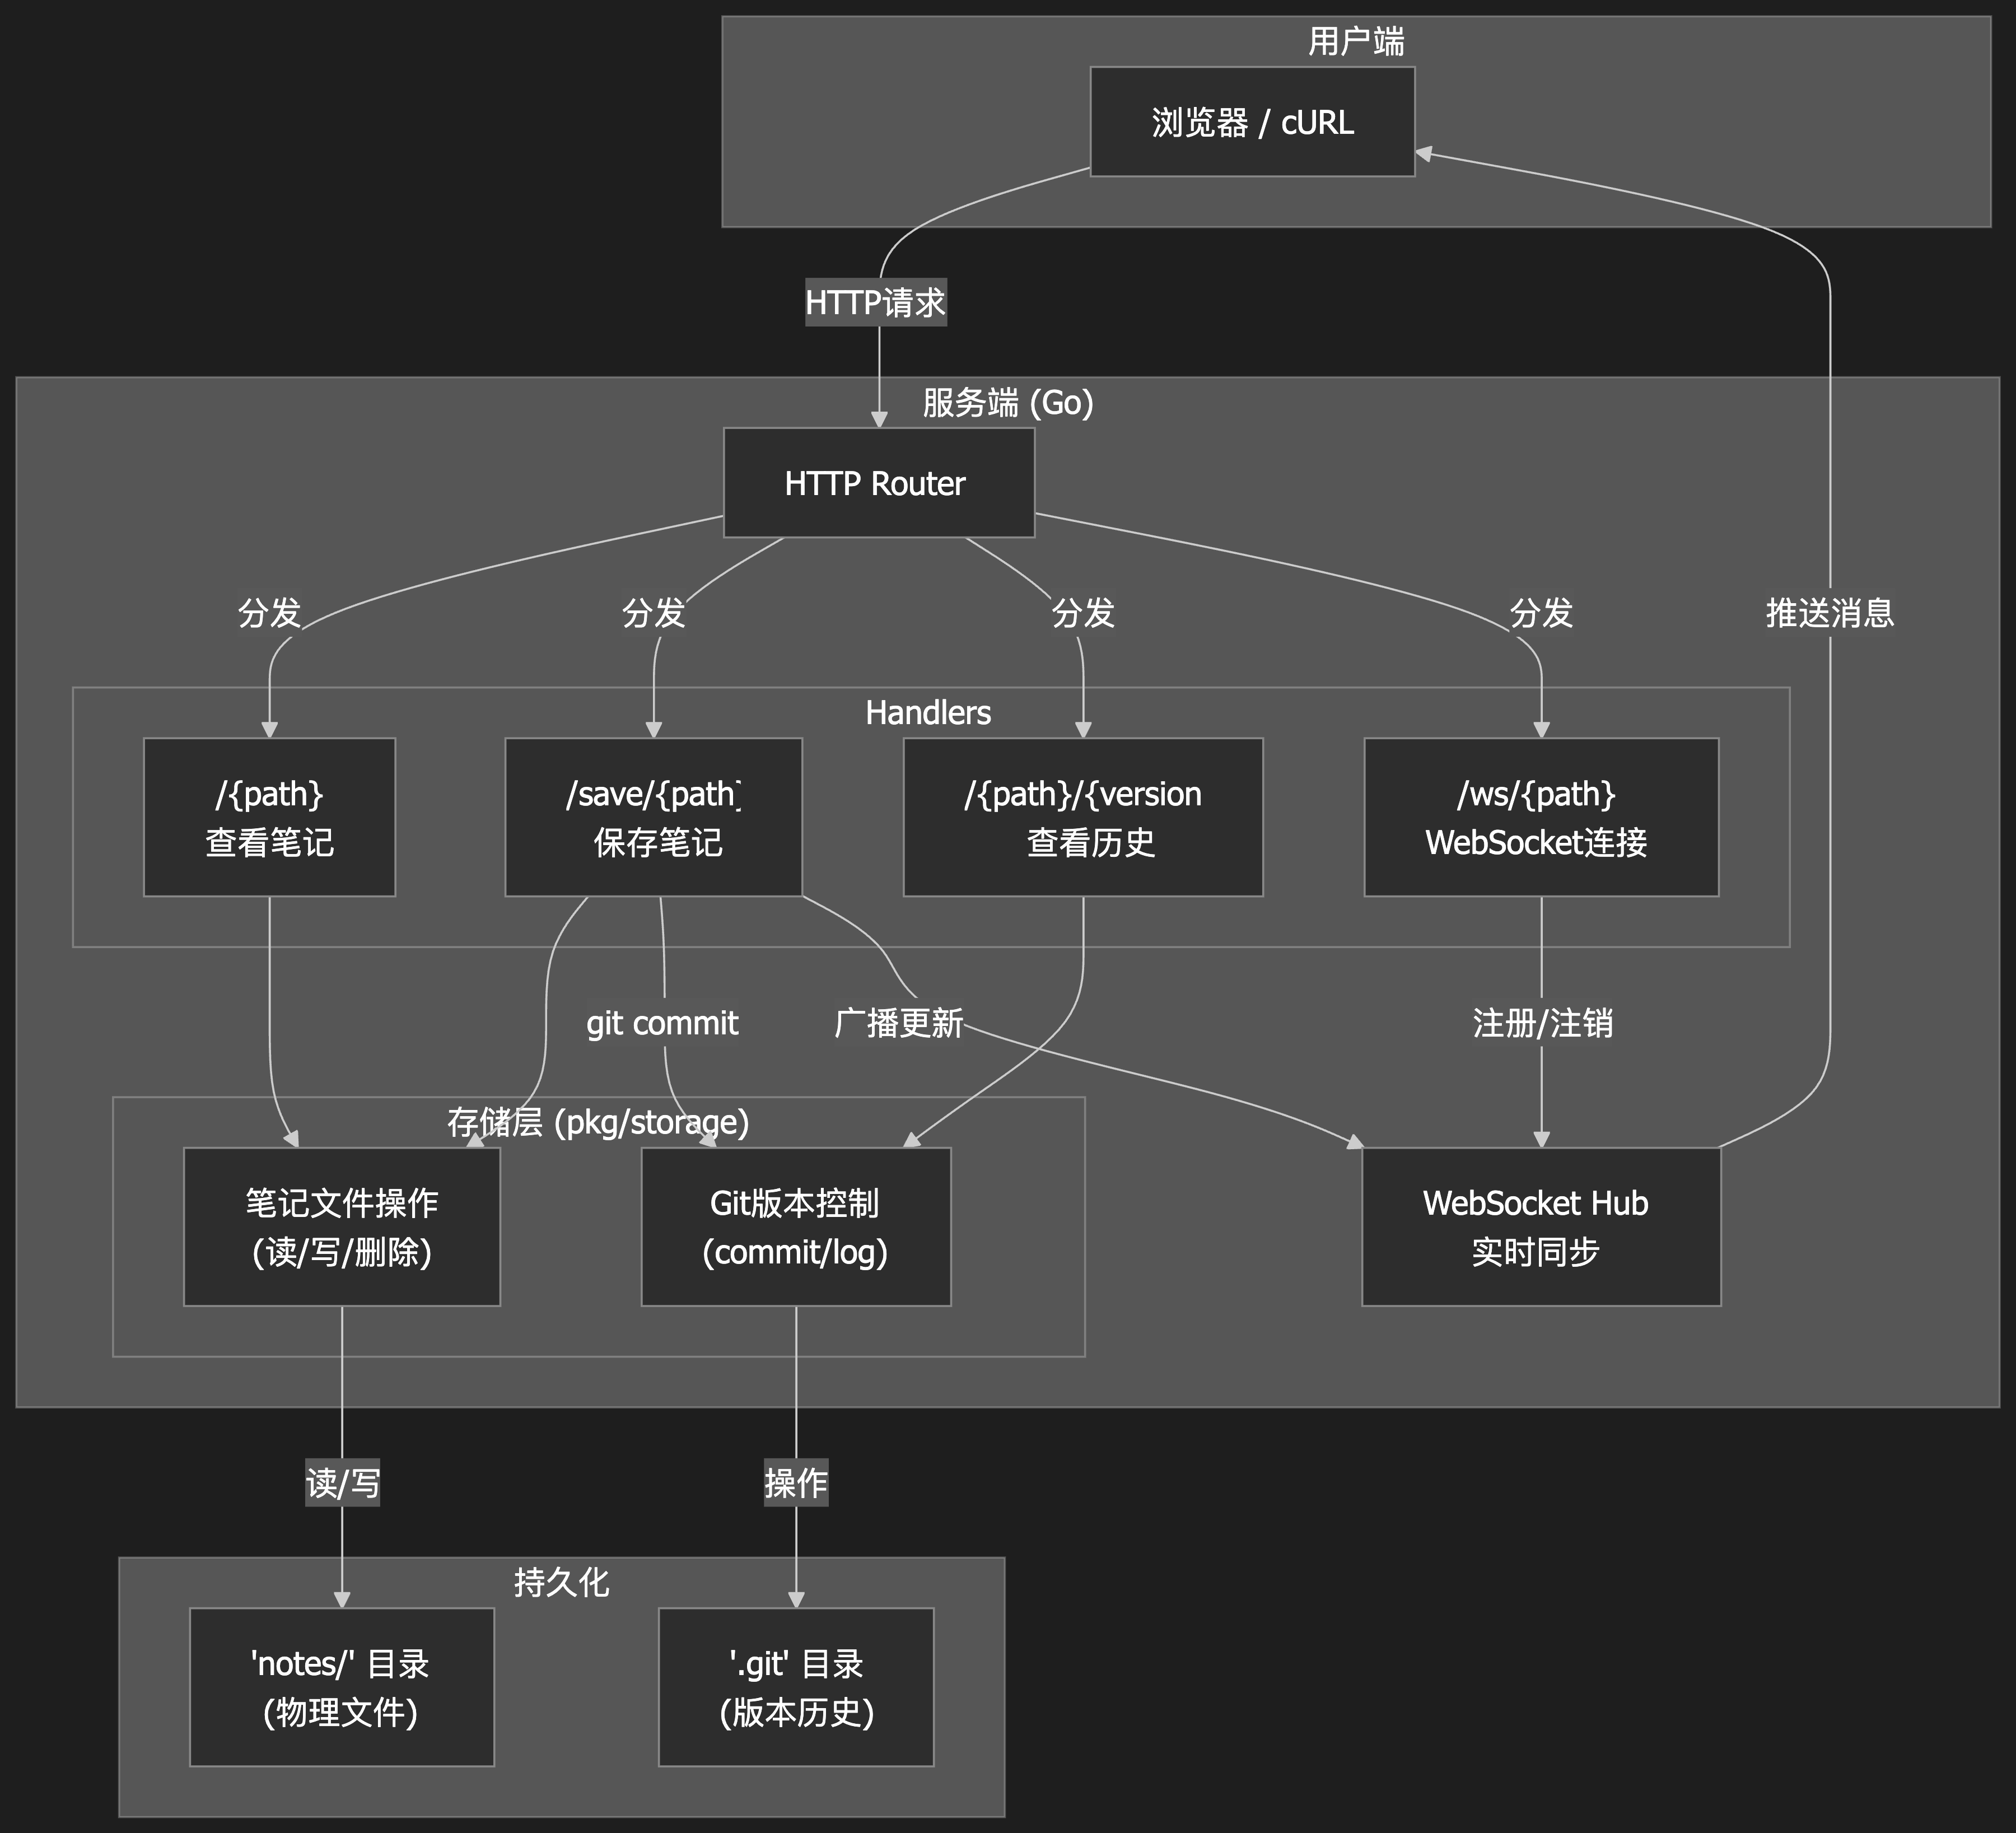 用户端
浏览器 / cURL
HTTP请求
服务端 (Go)
HTTP Router
分发
分发
分发
分发
推送消息
Handlers
/{path}
查看笔记
/save/{path}
保存笔记
/{path}/{version
查看历史
/ws/{path}
WebSocket连接
git commit
广播更新
注册/注销
存储层 (pkg/storage)
笔记文件操作
(读/写/删除)
Git版本控制
(commit/log)
WebSocket Hub
实时同步
读/写
操作
持久化
'notes/' 目录
(物理文件)
'.git' 目录
(版本历史)